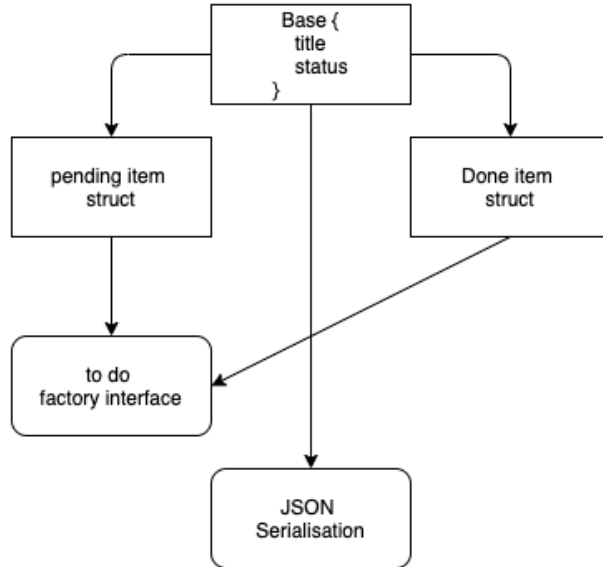 Base {
title
status
}
pending item
struct
Done item
struct
to do
factory interface
JSON
Serialisation